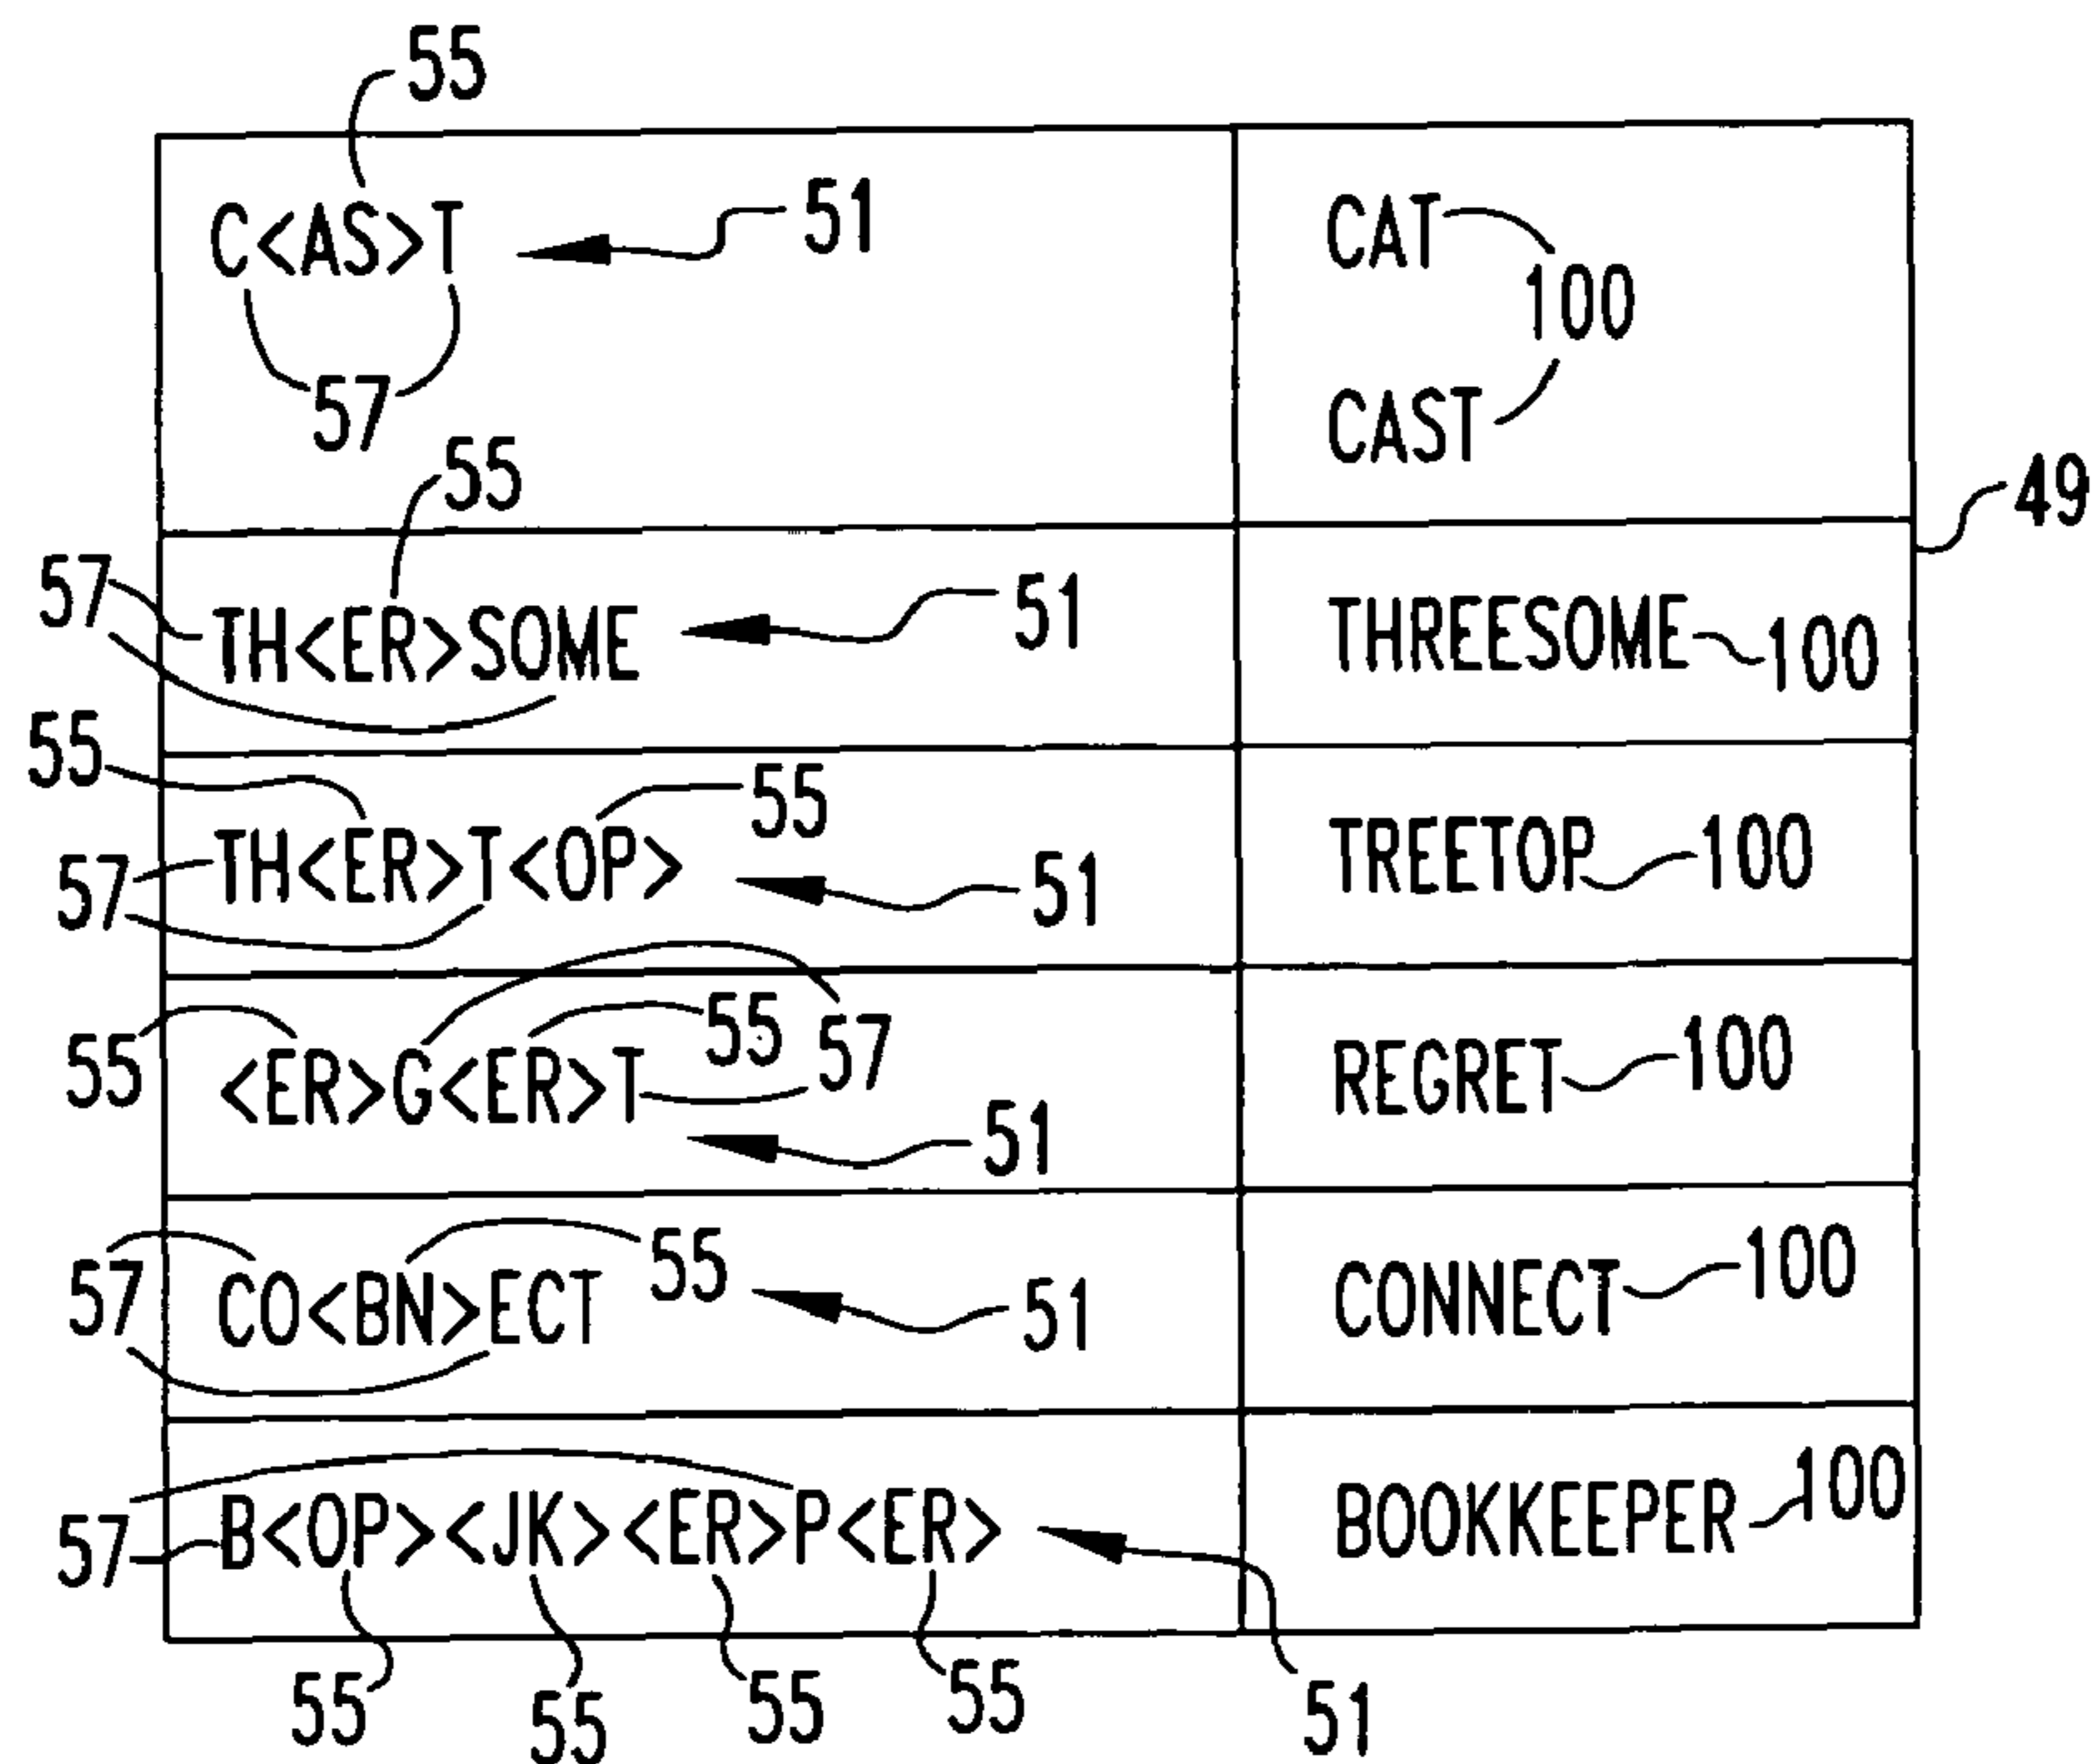 55
C<AS>T 51 CAT
100
57 CAST
55
49
57 TH<ER>SOME 51 THREESOME 100
55 55
57 TH<ER>T<OP> 51 TREETOP 100
55 <ER>G<ER>T 55 57 REGRET 100
51
57 CO<BN>ECT 55 51 CONNECT 100
57 B<OP><JK><ER>P<ER> BOOKKEEPER 100
55 55 55 55 51